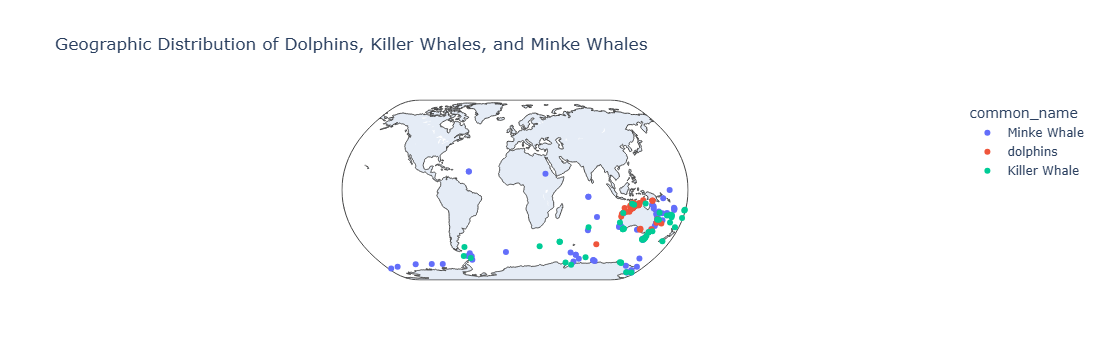 Geographic Distribution of Dolphins, Killer Whales, and Minke Whales
common_name
Minke Whale
dolphins
Killer Whale